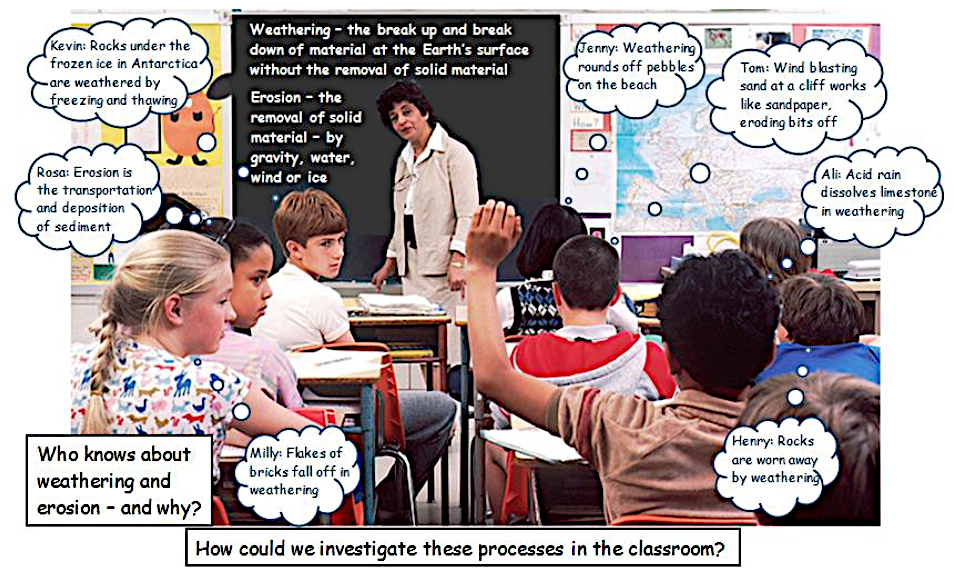 Weathering – the break up and break
down of material at the Earth's surface
without the removal of solid material
Erosion – the
removal of solid
material – by
gravity, water,
wind or ice
Kevin: Rocks under the
frozen ice in Antarctica
are weathered by
freezing and thawing
Jenny: Weathering
rounds off pebbles
on the beach
Tom: Wind blasting
sand at a cliff works
like sandpaper,
eroding bits off
Rosa: Erosion is
the transportation
and deposition
of sediment
Ali: Acid rain
dissolves limestone
in weathering
How?
Milly: Flakes of
bricks fall off in
weathering
Henry: Rocks
are worn away
by weathering
Who knows about
weathering and
erosion – and why?
How could we investigate these processes in the classroom?